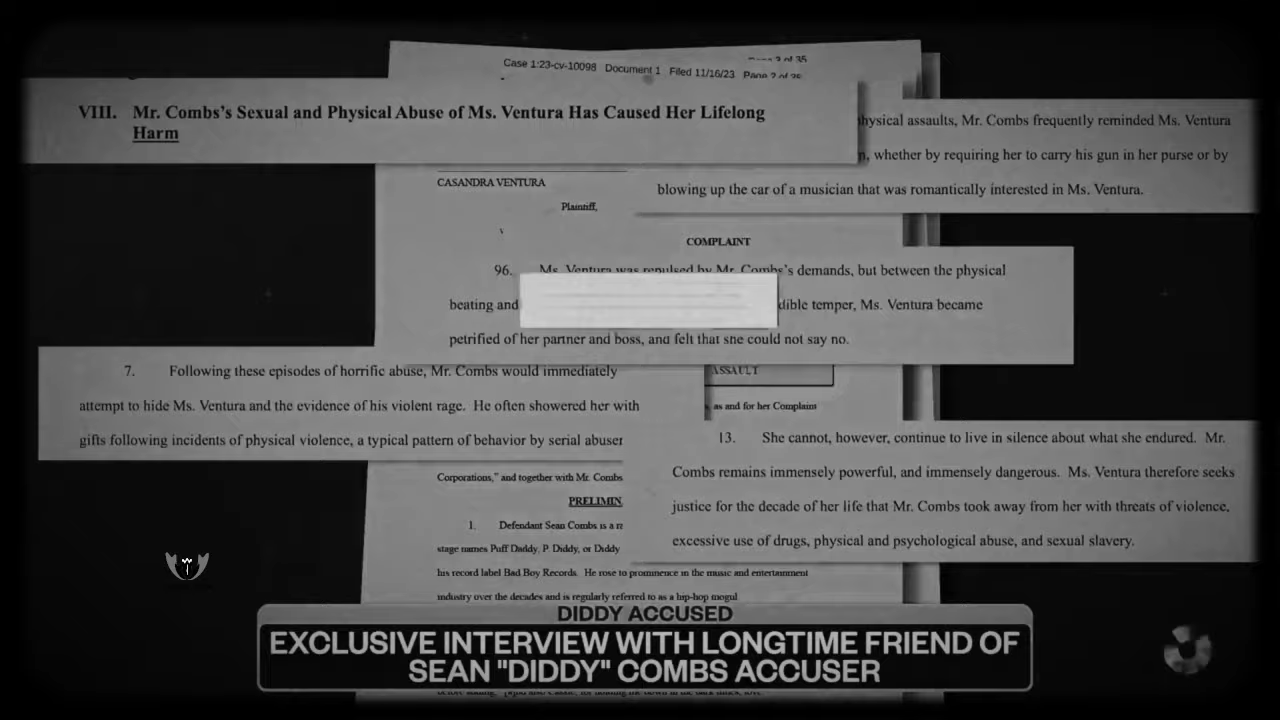 Case 1:23-cv-10098 Document 1 Filed 11/16/23 Page 2 of 35
VIII. Mr. Combs's Sexual and Physical Abuse of Ms. Ventura Has Caused Her Lifelong
Harm
physical assaults, Mr. Combs frequently reminded Ms. Ventura
whether by requiring her to carry his gun in her purse or by
blowing up the car of a musician that was romantically interested in Ms. Ventura.
CASANDRA VENTURA
Plaintiff,
v
COMPLAINT
96. Ms. Ventura was repulsed by Mr. Combs's demands, but between the physical
beating and
temper, Ms. Ventura became
petrified of her partner and boss, and felt that she could not say no.
7. Following these episodes of horrific abuse, Mr. Combs would immediately
attempt to hide Ms. Ventura and the evidence of his violent rage. He often showered her with
gifts following incidents of physical violence, a typical pattern of behavior by serial abuser
ASSAULT
as and for her Complaint
13. She cannot, however, continue to live in silence about what she endured. Mr.
Combs remains immensely powerful, and immensely dangerous. Ms. Ventura therefore seeks
justice for the decade of her life that Mr. Combs took away from her with threats of violence,
excessive use of drugs, physical and psychological abuse, and sexual slavery.
Corporations," and together with Mr. Combs
PRELIMIN
1. Defendant Sean Combs is a
stage names Puff Daddy, P. Diddy, or Diddy
his record label Bad Boy Records. He rose to prominence in the music and entertainment
industry over the decades and is regularly referred to as a hip-hop mogul
DIDDY ACCUSED
EXCLUSIVE INTERVIEW WITH LONGTIME FRIEND OF
SEAN "DIDDY" COMBS ACCUSER